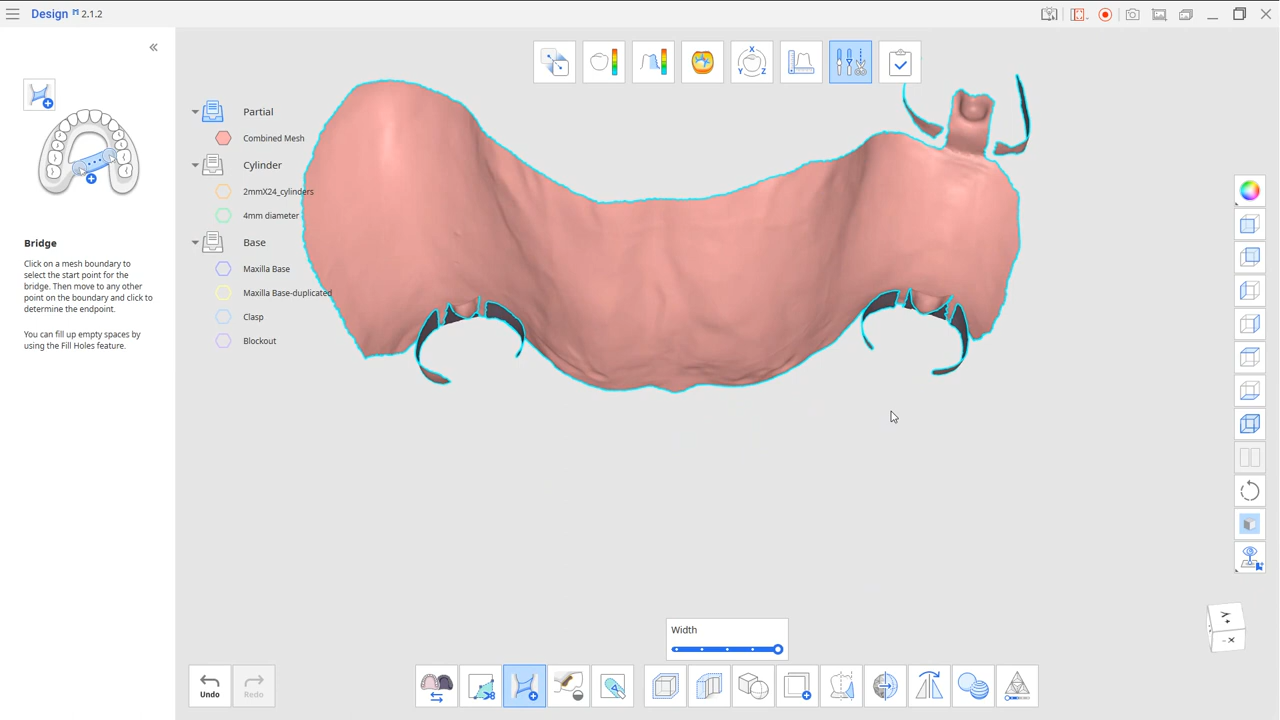 Design 2.1.2
Bridge
Click on a mesh boundary to
select the start point for the
bridge. Then move to any other
point on the boundary and click to
determine the endpoint.
You can fill up empty spaces by
using the Fill Holes feature.
Partial
Combined Mesh
Cylinder
2mmX24_cylinders
4mm diameter
Base
Maxilla Base
Maxilla Base-duplicated
Clasp
Blockout
X
Y
Z
Width
Undo
Redo
Y+
-X